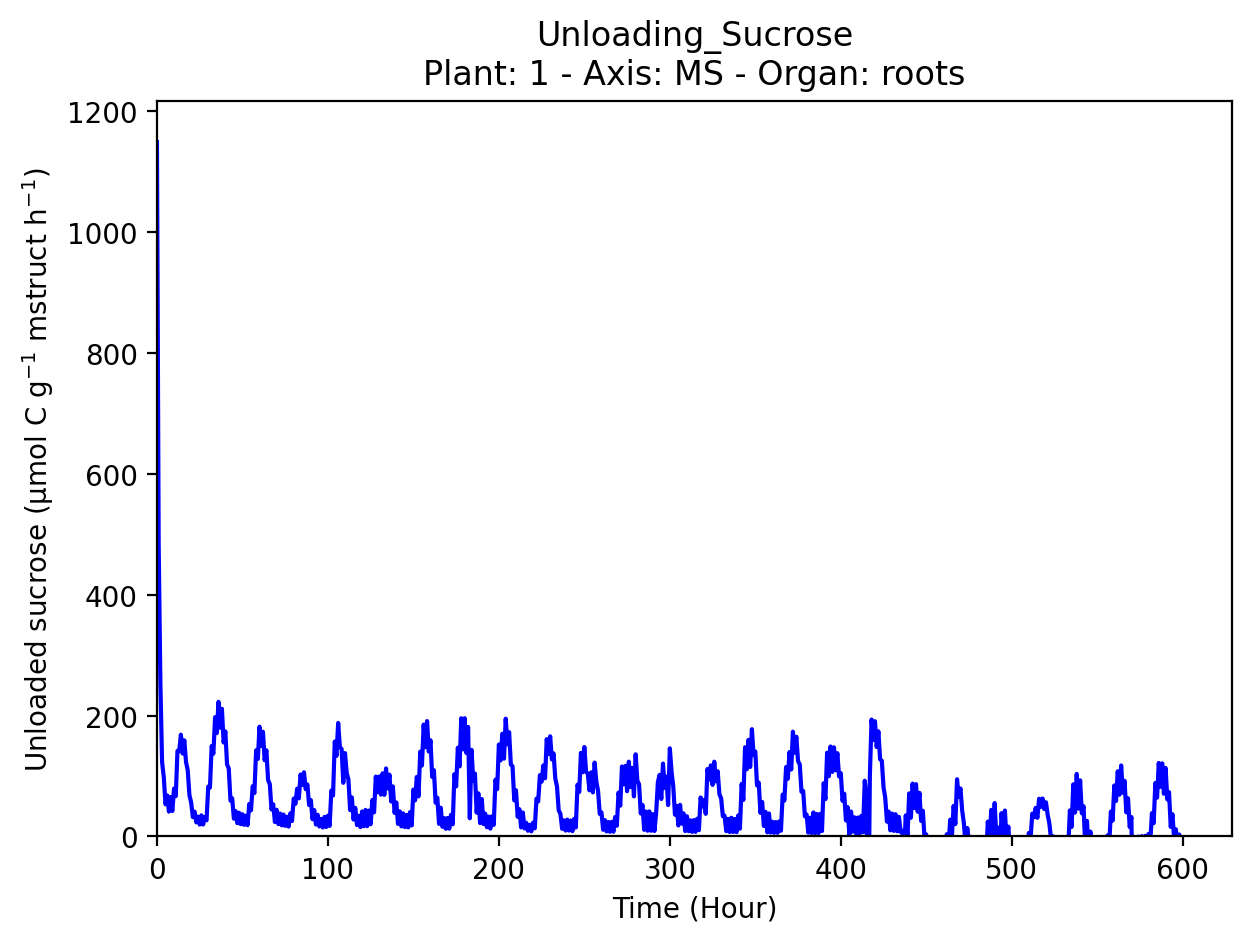 Unloading_Sucrose
Plant: 1 - Axis: MS - Organ: roots
1200
1000
800
600
400
200
0
Unloaded sucrose (µmol C g⁻¹ mstruct h⁻¹)
0 100 200 300 400 500 600
Time (Hour)